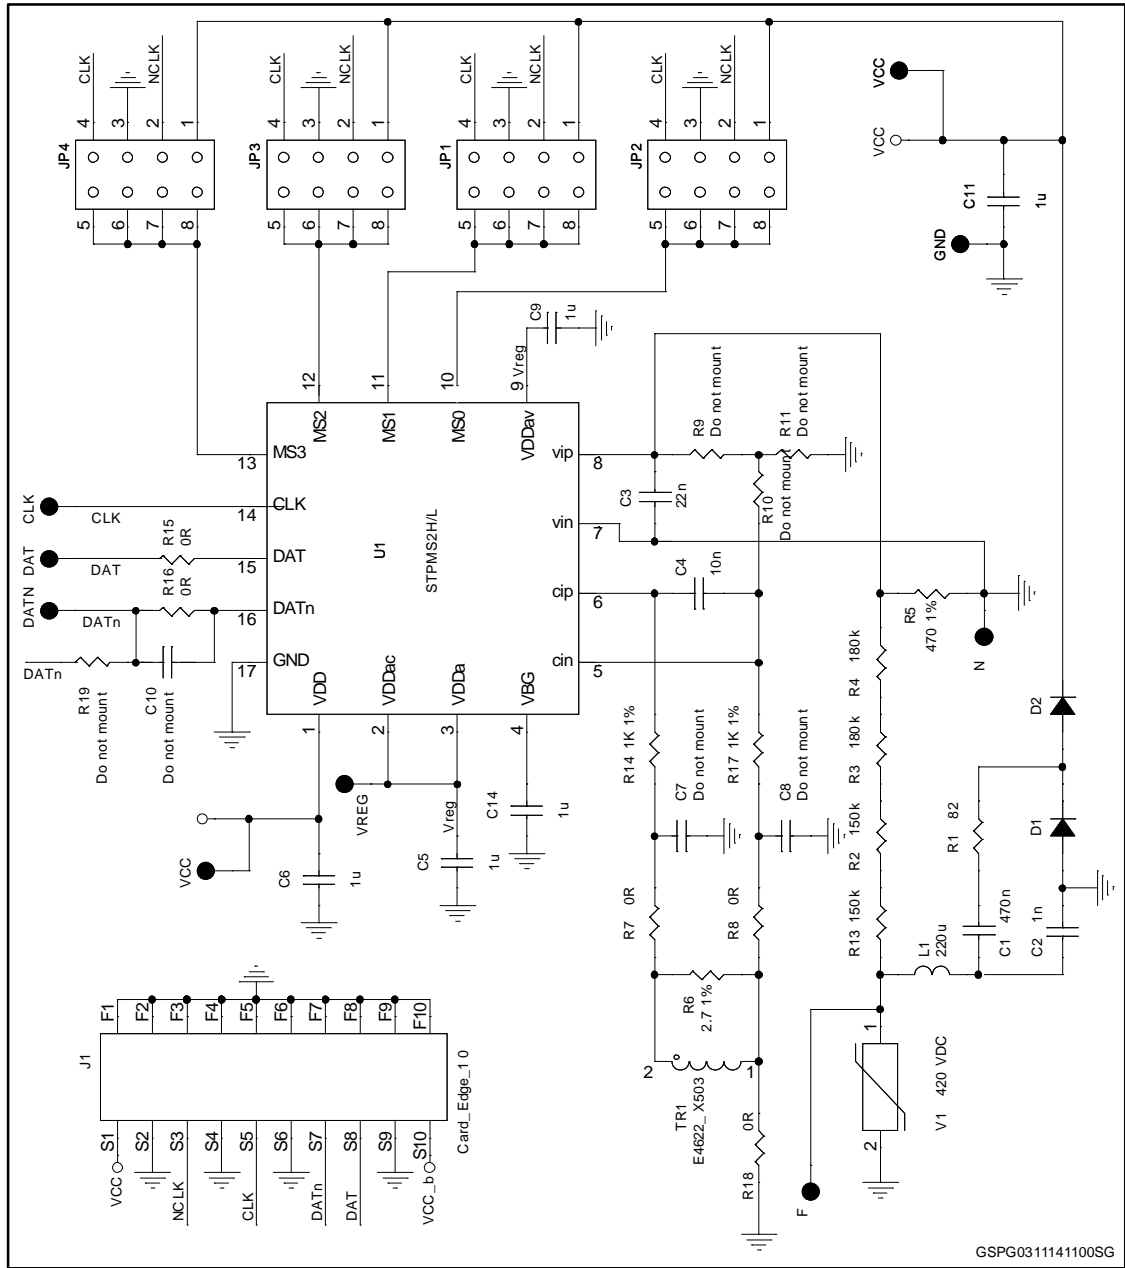 CLK
NCLK
CLK
NCLK
CLK
NCLK
CLK
NCLK
4
3
2
1
4
3
2
1
4
3
2
1
4
3
2
1
JP4
JP3
JP1
JP2
5
6
7
8
5
6
7
8
5
6
7
8
5
6
7
8
VCC
VCC
C11
1u
GND
C9
1u
Vreg
12
11
10
9
MS2
MS1
MS0
VDDav
13
MS3
14
CLK
15
DAT
16
DATn
17
GND
U1
STPMS2H/L
vip
8
vin
7
cip
6
cin
5
VDD
VDDac
VDDa
VBG
1
2
3
4
CLK
CLK
DAT
DAT
R15
0R
DATN
DATn
R16
0R
DATn
R19
Do not mount
C10
Do not mount
R9
Do not mount
R11
Do not mount
R10
Do not mount
C3
22n
C4
10n
R5
470 1%
N
R14 1K 1%
R17 1K 1%
C7
Do not mount
C8
Do not mount
R4 180k
R3 180k
R2 150k
R13 150k
D2
D1
R1 82
C1 470n
C2 1n
L1
220u
VREG
Vreg
C14
1u
VCC
C6
1u
C5
1u
R7 0R
R8 0R
R6
2.7 1%
2
1
TR1
E4622_X503
R18
0R
F
1
2
V1 420 VDC
J1
F1
F2
F3
F4
F5
F6
F7
F8
F9
F10
Card_Edge_10
S1
S2
S3
S4
S5
S6
S7
S8
S9
S10
VCC
NCLK
CLK
DATn
DAT
VCC_b
GSPG0311141100SG